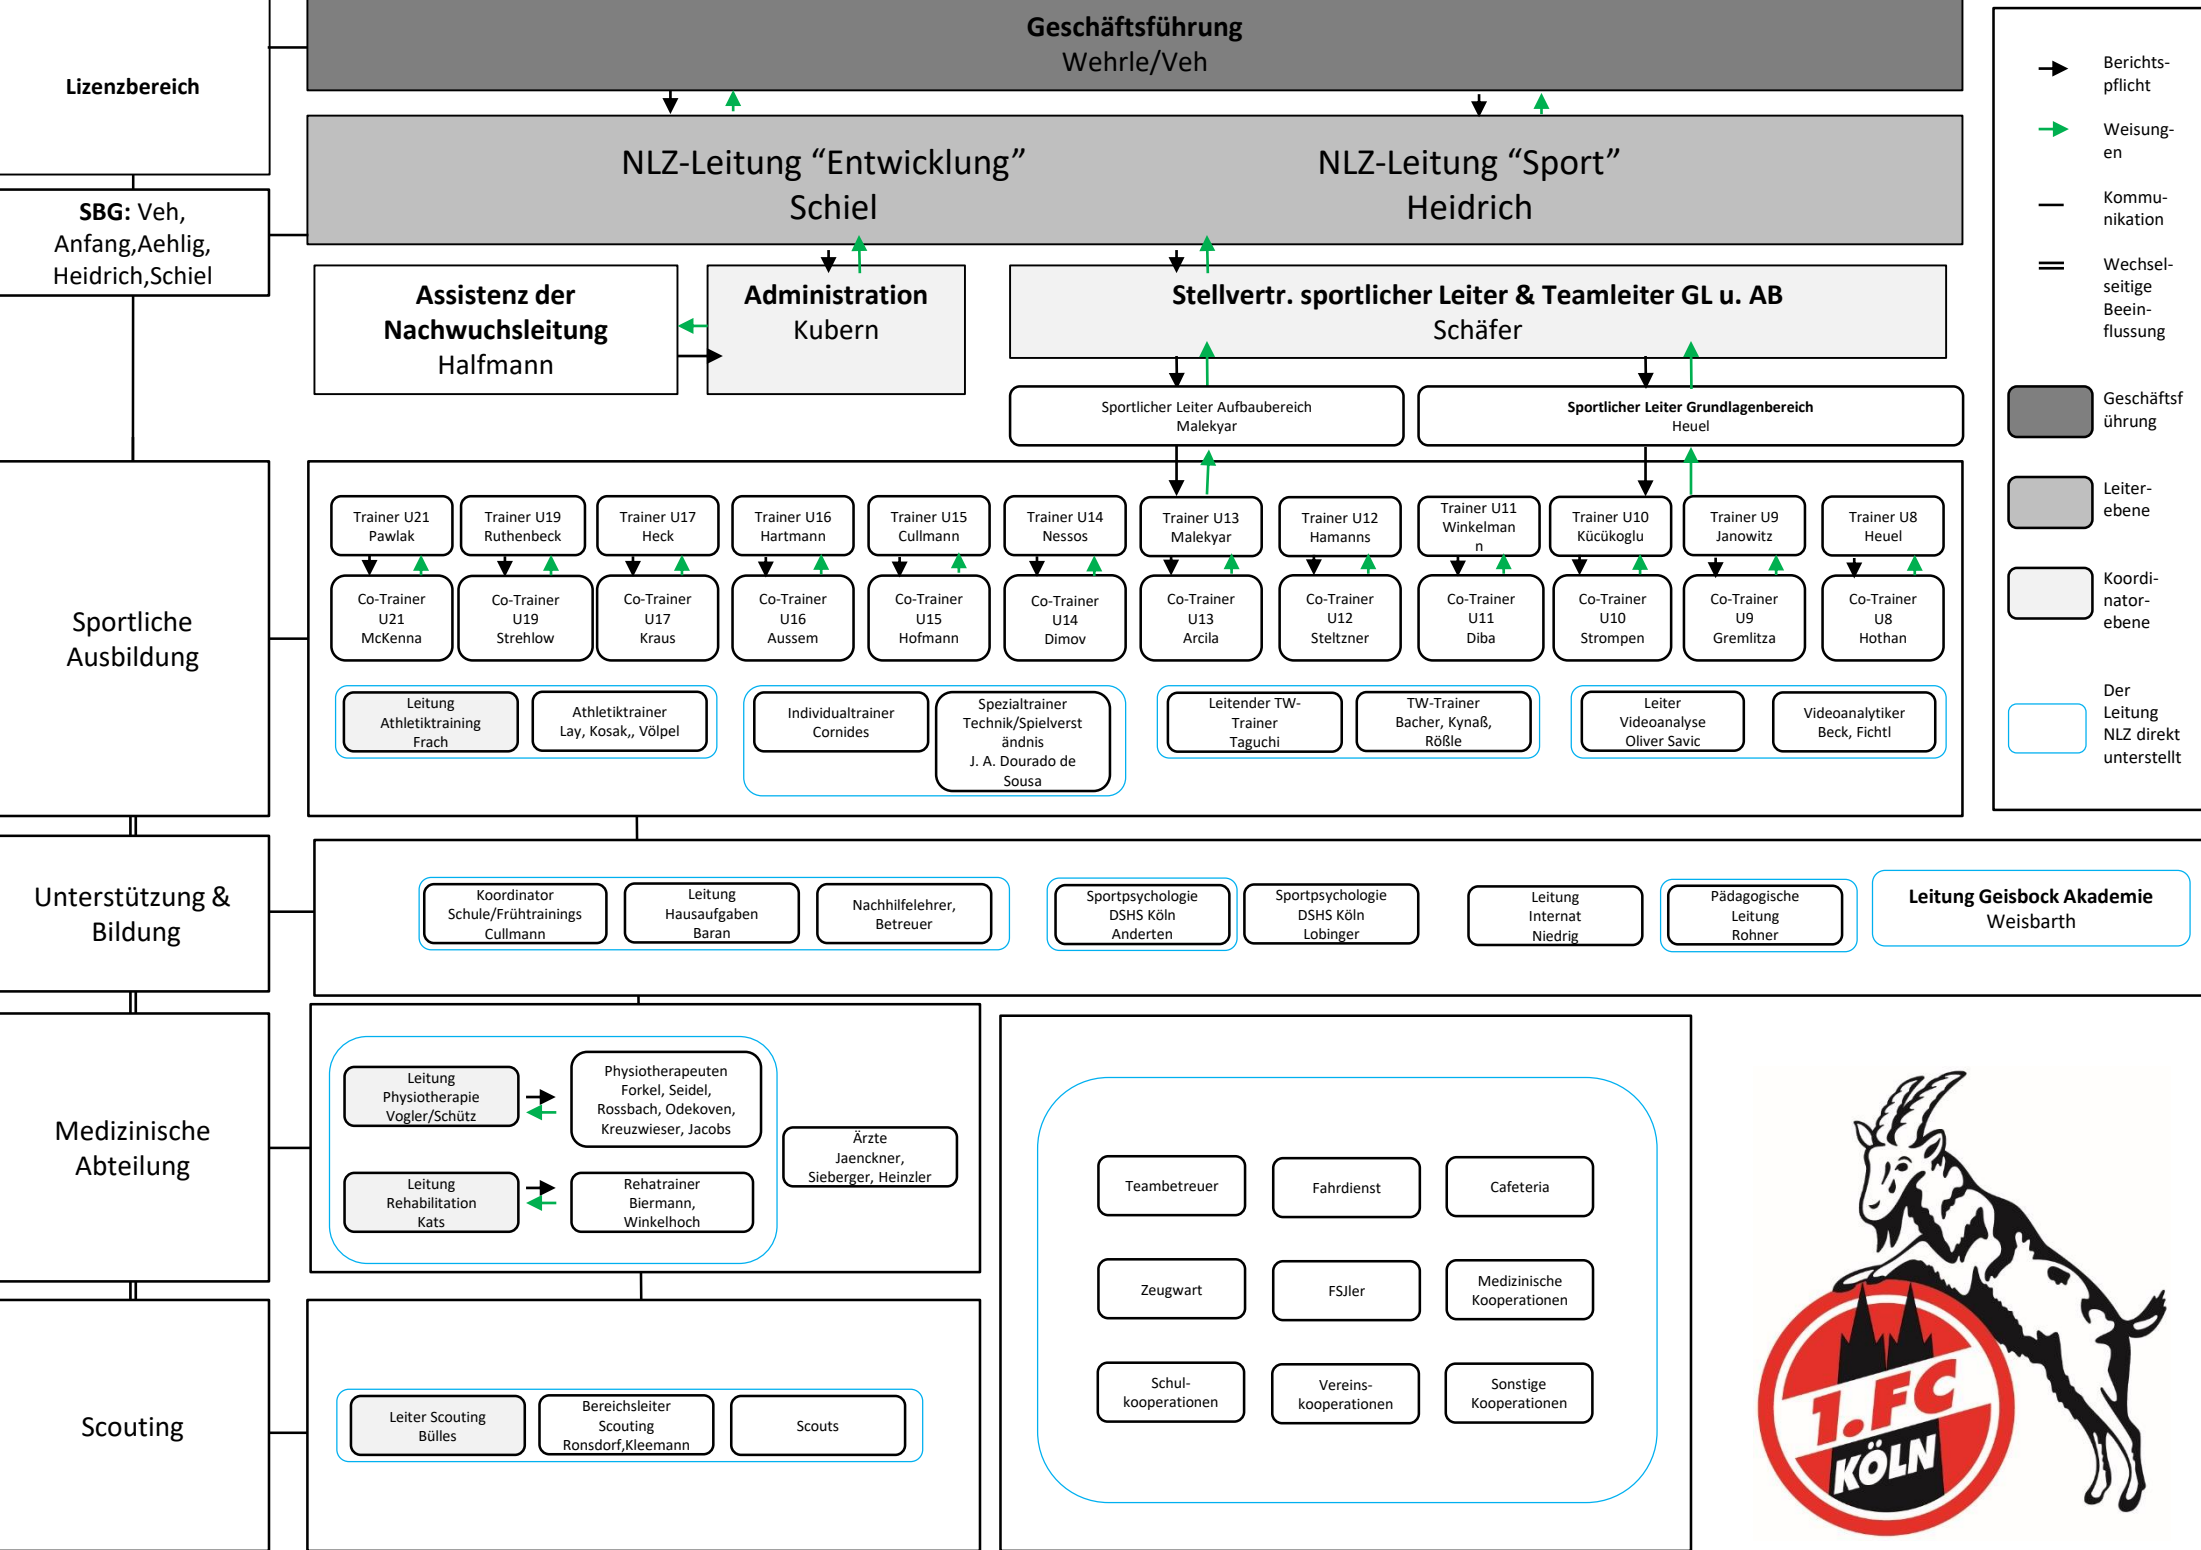 Geschäftsführung
Wehrle/Veh
Lizenzbereich
NLZ-Leitung “Entwicklung”
Schiel
NLZ-Leitung “Sport”
Heidrich
SBG: Veh,
Anfang,Aehlig,
Heidrich,Schiel
Assistenz der
Nachwuchsleitung
Halfmann
Administration
Kubern
Stellvertr. sportlicher Leiter & Teamleiter GL u. AB
Schäfer
Sportlicher Leiter Aufbaubereich
Malekyar
Sportlicher Leiter Grundlagenbereich
Heuel
Sportliche
Ausbildung
Trainer U21
Pawlak
Trainer U19
Ruthenbeck
Trainer U17
Heck
Trainer U16
Hartmann
Trainer U15
Cullmann
Trainer U14
Nessos
Trainer U13
Malekyar
Trainer U12
Hamanns
Trainer U11
Winkelman
n
Trainer U10
Kücükoglu
Trainer U9
Janowitz
Trainer U8
Heuel
Co-Trainer
U21
McKenna
Co-Trainer
U19
Strehlow
Co-Trainer
U17
Kraus
Co-Trainer
U16
Aussem
Co-Trainer
U15
Hofmann
Co-Trainer
U14
Dimov
Co-Trainer
U13
Arcila
Co-Trainer
U12
Steltzner
Co-Trainer
U11
Diba
Co-Trainer
U10
Strompen
Co-Trainer
U9
Gremlitza
Co-Trainer
U8
Hothan
Leitung
Athletiktraining
Frach
Athletiktrainer
Lay, Kosak,, Völpel
Individualtrainer
Cornides
Spezialtrainer
Technik/Spielverst
ändnis
J. A. Dourado de
Sousa
Leitender TW-
Trainer
Taguchi
TW-Trainer
Bacher, Kynaß,
Rößle
Leiter
Videoanalyse
Oliver Savic
Videoanalytiker
Beck, Fichtl
Unterstützung &
Bildung
Koordinator
Schule/Frühtrainings
Cullmann
Leitung
Hausaufgaben
Baran
Nachhilfelehrer,
Betreuer
Sportpsychologie
DSHS Köln
Anderten
Sportpsychologie
DSHS Köln
Lobinger
Leitung
Internat
Niedrig
Pädagogische
Leitung
Rohner
Leitung Geisbock Akademie
Weisbarth
Medizinische
Abteilung
Leitung
Physiotherapie
Vogler/Schütz
Physiotherapeuten
Forkel, Seidel,
Rossbach, Odekoven,
Kreuzwieser, Jacobs
Leitung
Rehabilitation
Kats
Rehatrainer
Biermann,
Winkelhoch
Ärzte
Jaenckner,
Sieberger, Heinzler
Scouting
Leiter Scouting
Bülles
Bereichsleiter
Scouting
Ronsdorf,Kleemann
Scouts
Teambetreuer
Fahrdienst
Cafeteria
Zeugwart
FSJler
Medizinische
Kooperationen
Schul-
kooperationen
Vereins-
kooperationen
Sonstige
Kooperationen
Berichts-
pflicht
Weisung-
en
Kommu-
nikation
Wechsel-
seitige
Beein-
flussung
Geschäftsf
ührung
Leiter-
ebene
Koordi-
nator-
ebene
Der
Leitung
NLZ direkt
unterstellt
1.FC
KÖLN